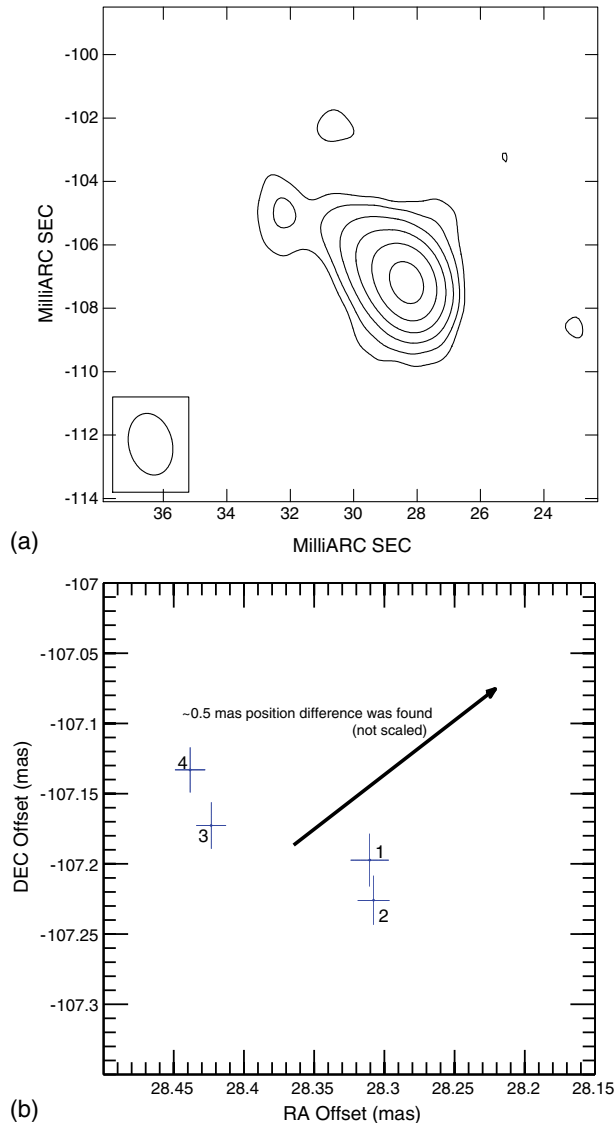 -100
-102
-104
-106
-108
-110
-112
-114
MilliARC SEC
36 34 32 30 28 26 24
MilliARC SEC
(a)
-107
-107.05
-107.1
-107.15
-107.2
-107.25
-107.3
DEC Offset (mas)
~0.5 mas position difference was found
(not scaled)
4
3
1
2
28.45 28.4 28.35 28.3 28.25 28.2 28.15
RA Offset (mas)
(b)